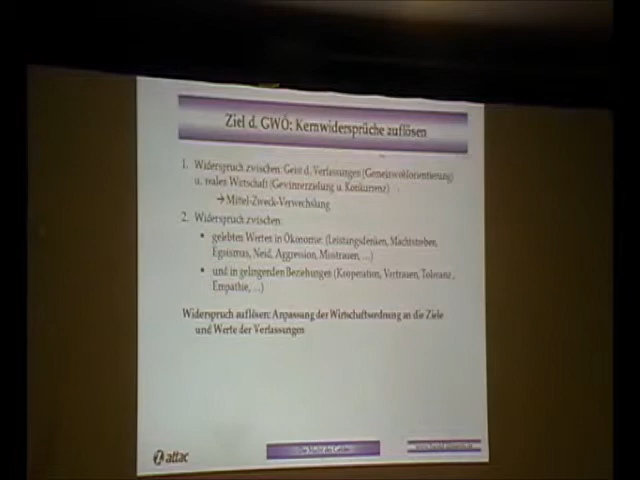 Ziel d. GWÖ: Kernwidersprüche auflösen
1. Widerspruch zwischen: Geist d. Verfassungen (Gemeinwohlorientierung)
u. reales Wirtschaft (Gewinnerzielung u. Konkurrenz)
→ Mittel-Zweck-Verwechslung
2. Widerspruch zwischen:
• gelebten Werten in Ökonomie: (Leistungsdenken, Machtstreben,
Egoismus, Neid, Aggression, Misstrauen, ...)
• und in gelingenden Beziehungen (Kooperation, Vertrauen, Toleranz,
Empathie, ...)
Widerspruch auflösen: Anpassung der Wirtschaftsordnung an die Ziele
und Werte der Verfassungen
attac